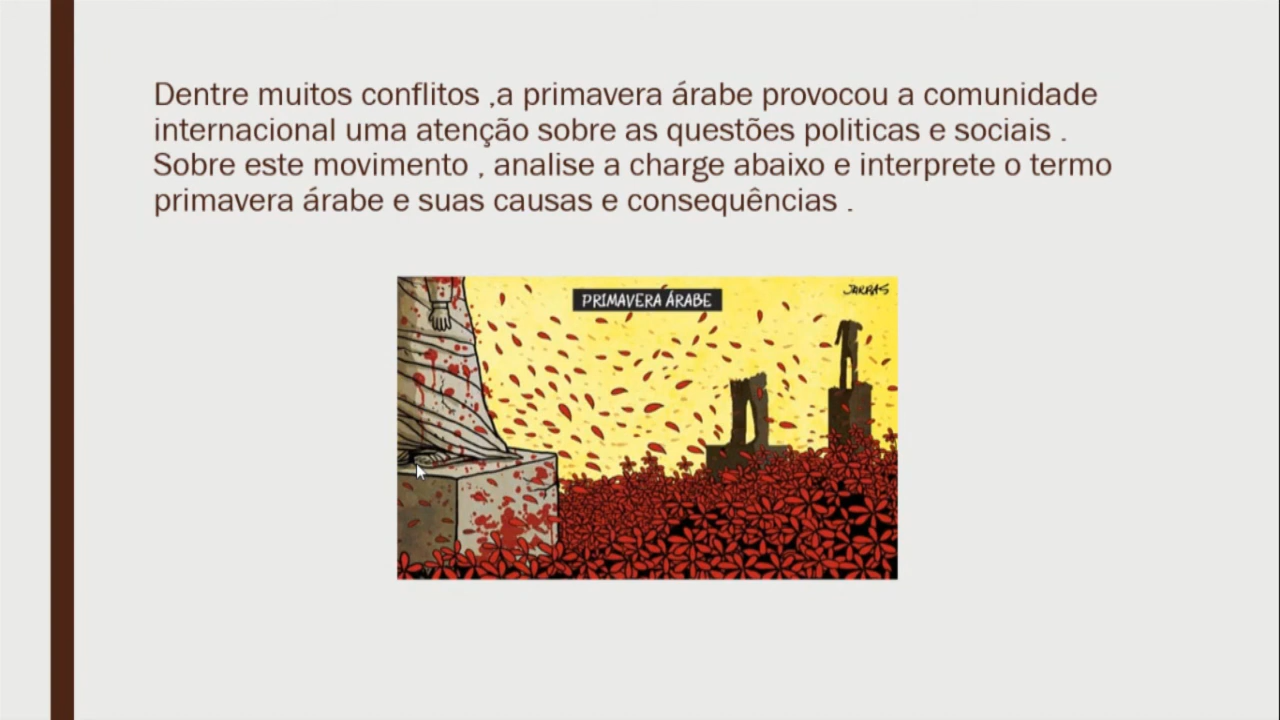 Dentre muitos conflitos ,a primavera árabe provocou a comunidade
internacional uma atenção sobre as questões politicas e sociais .
Sobre este movimento , analise a charge abaixo e interprete o termo
primavera árabe e suas causas e consequências .
PRIMAVERA ÁRABE
JARBAS